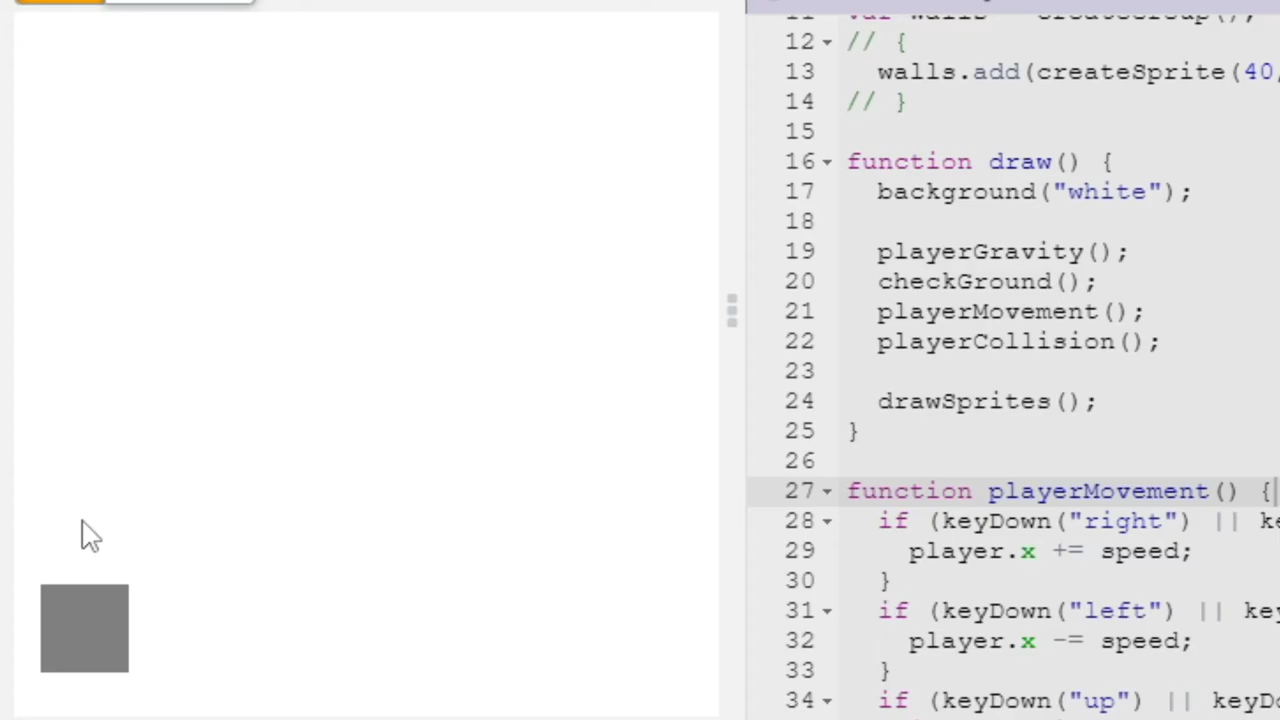 11 var walls = createGroup();
12 // {
13 walls.add(createSprite(40,
14 // }
15
16 function draw() {
17 background("white");
18
19 playerGravity();
20 checkGround();
21 playerMovement();
22 playerCollision();
23
24 drawSprites();
25 }
26
27 function playerMovement() {
28 if (keyDown("right") || ke
29 player.x += speed;
30 }
31 if (keyDown("left") || key
32 player.x -= speed;
33 }
34 if (keyDown("up") || keyDo